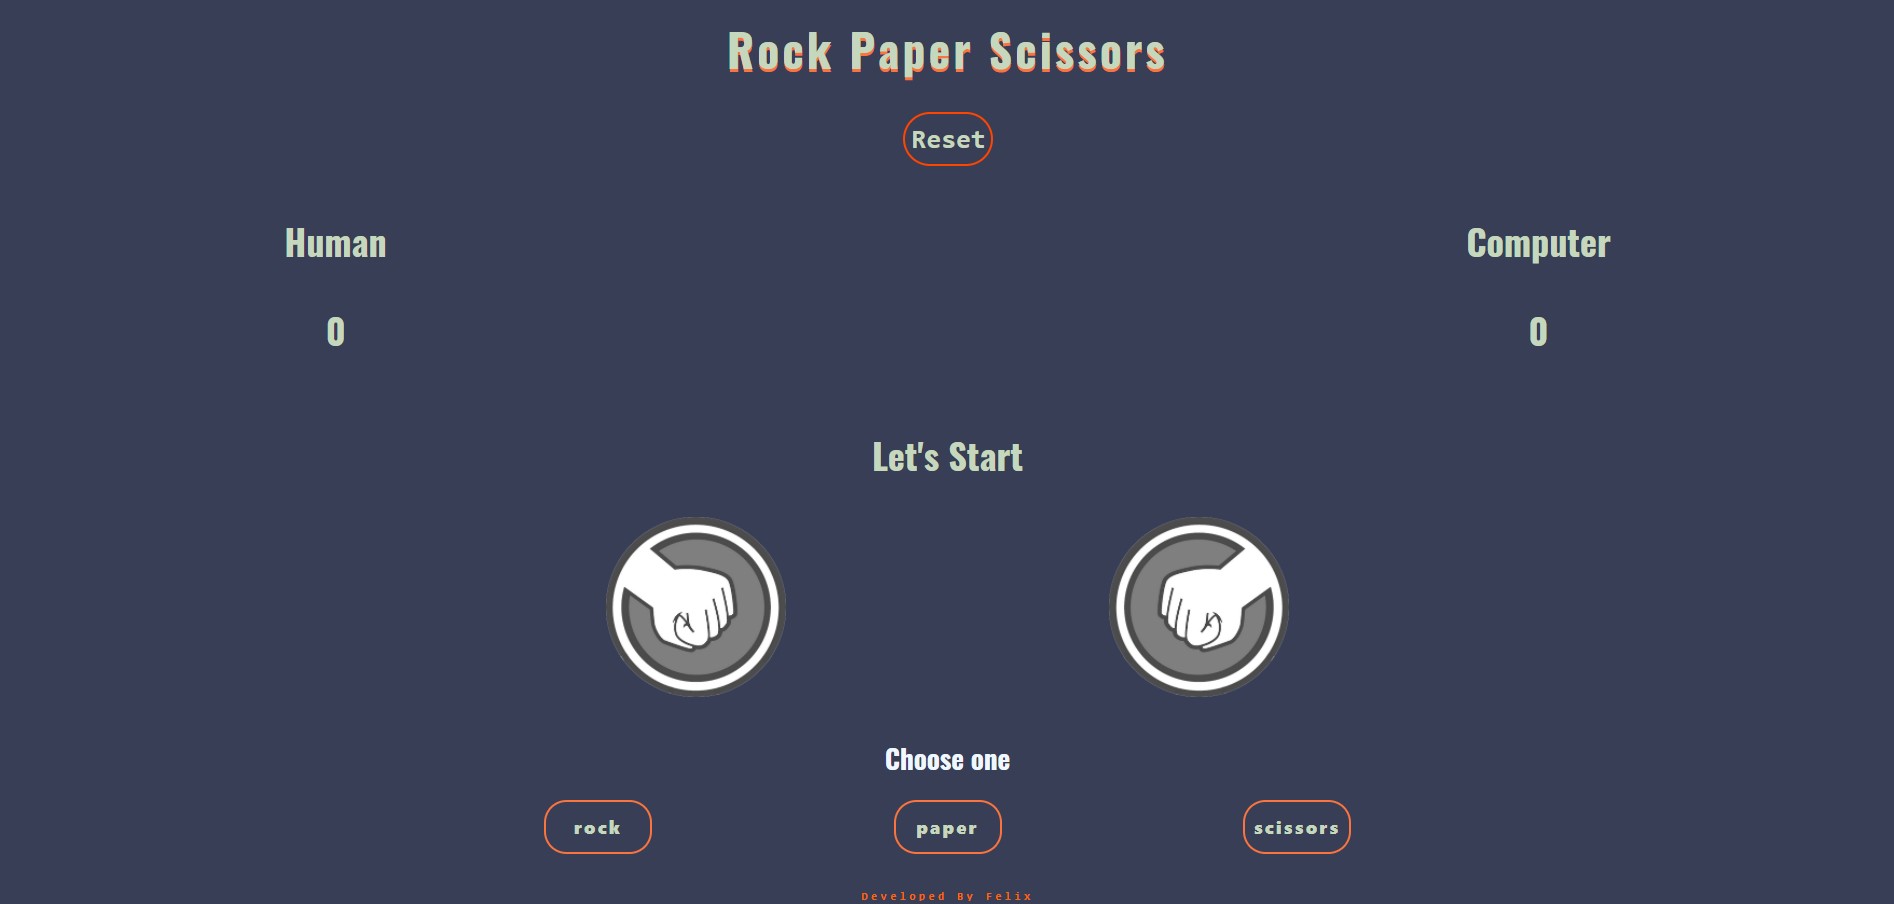 Rock Paper Scissors
Reset
Human
Computer
0
0
Let's Start
Choose one
rock
paper
scissors
Developed By Felix